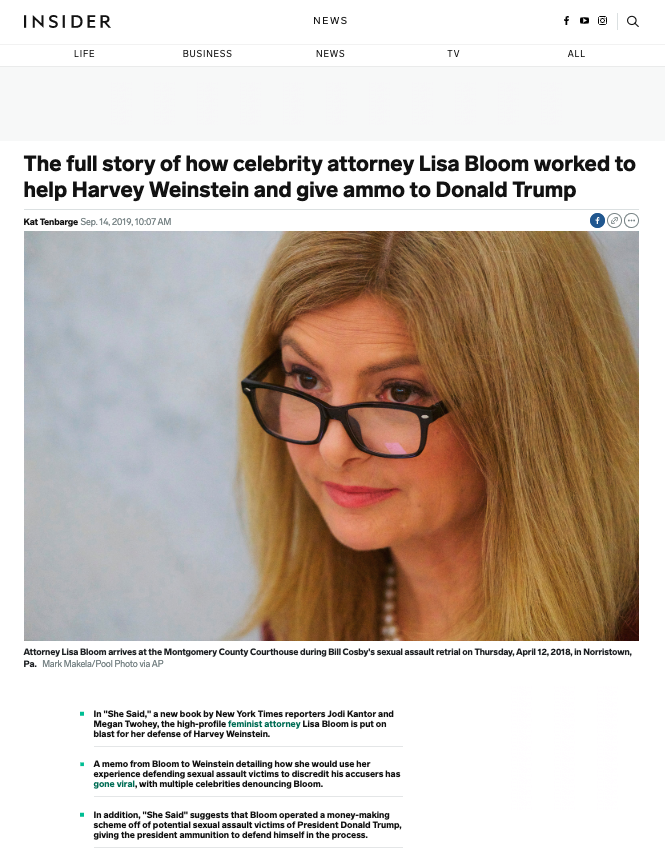 INSIDER
NEWS
LIFE
BUSINESS
NEWS
TV
ALL
The full story of how celebrity attorney Lisa Bloom worked to
help Harvey Weinstein and give ammo to Donald Trump
Kat Tenbarge Sep. 14, 2019, 10:07 AM
Attorney Lisa Bloom arrives at the Montgomery County Courthouse during Bill Cosby's sexual assault retrial on Thursday, April 12, 2018, in Norristown,
Pa. Mark Makela/Pool Photo via AP
In "She Said," a new book by New York Times reporters Jodi Kantor and
Megan Twohey, the high-profile feminist attorney Lisa Bloom is put on
blast for her defense of Harvey Weinstein.
A memo from Bloom to Weinstein detailing how she would use her
experience defending sexual assault victims to discredit his accusers has
gone viral, with multiple celebrities denouncing Bloom.
In addition, "She Said" suggests that Bloom operated a money-making
scheme off of potential sexual assault victims of President Donald Trump,
giving the president ammunition to defend himself in the process.